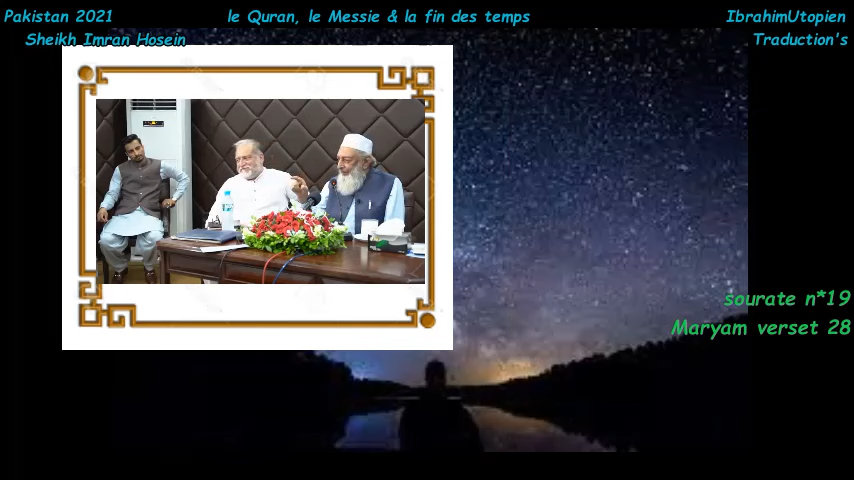 Pakistan 2021
le Quran, le Messie & la fin des temps
IbrahimUtopien
Sheikh Imran Hosein
Traduction's
sourate n*19
Maryam verset 28